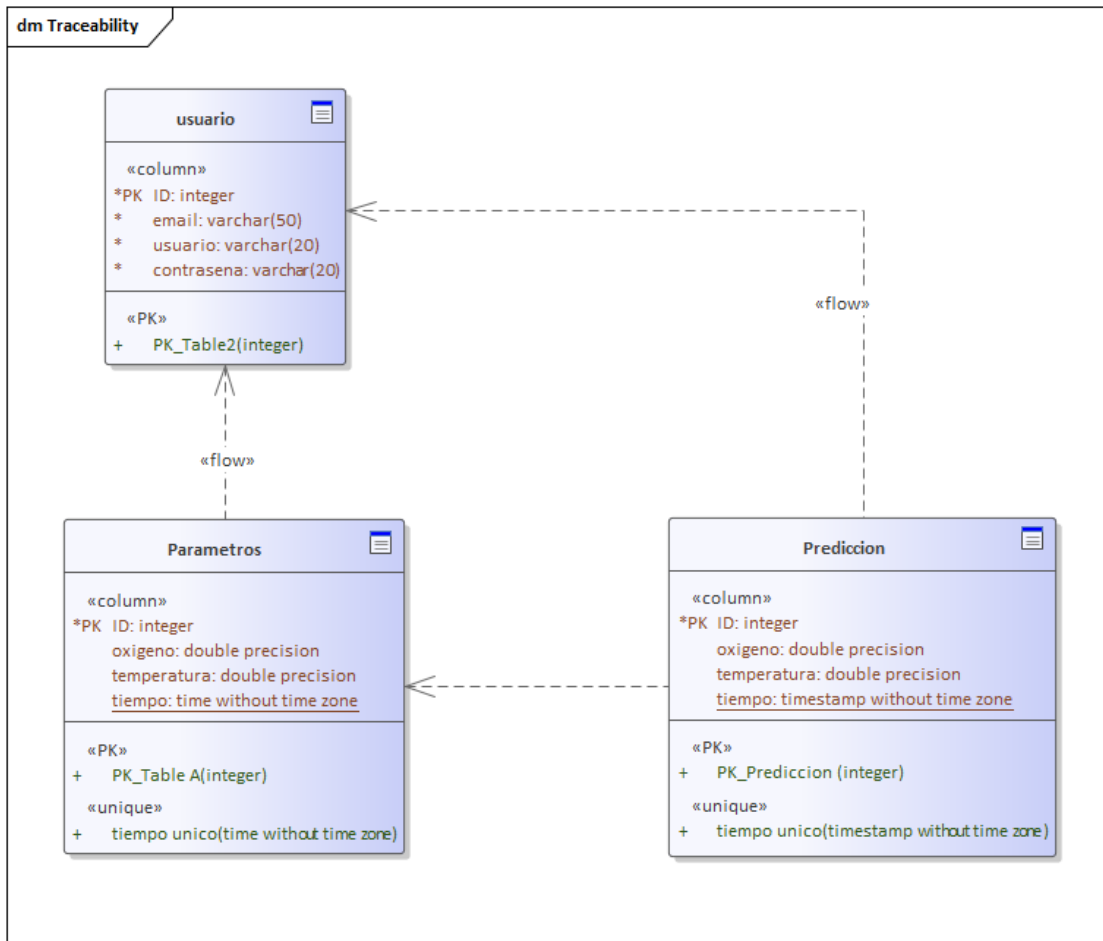 dm Traceability
usuario
«column»
*PK ID: integer
* email: varchar(50)
* usuario: varchar(20)
* contrasena: varchar(20)
«PK»
+ PK_Table2(integer)
«flow»
«flow»
Parametros
«column»
*PK ID: integer
oxigeno: double precision
temperatura: double precision
tiempo: time without time zone
«PK»
+ PK_Table A(integer)
«unique»
+ tiempo unico(time without time zone)
Prediccion
«column»
*PK ID: integer
oxigeno: double precision
temperatura: double precision
tiempo: timestamp without time zone
«PK»
+ PK_Prediccion (integer)
«unique»
+ tiempo unico(timestamp without time zone)